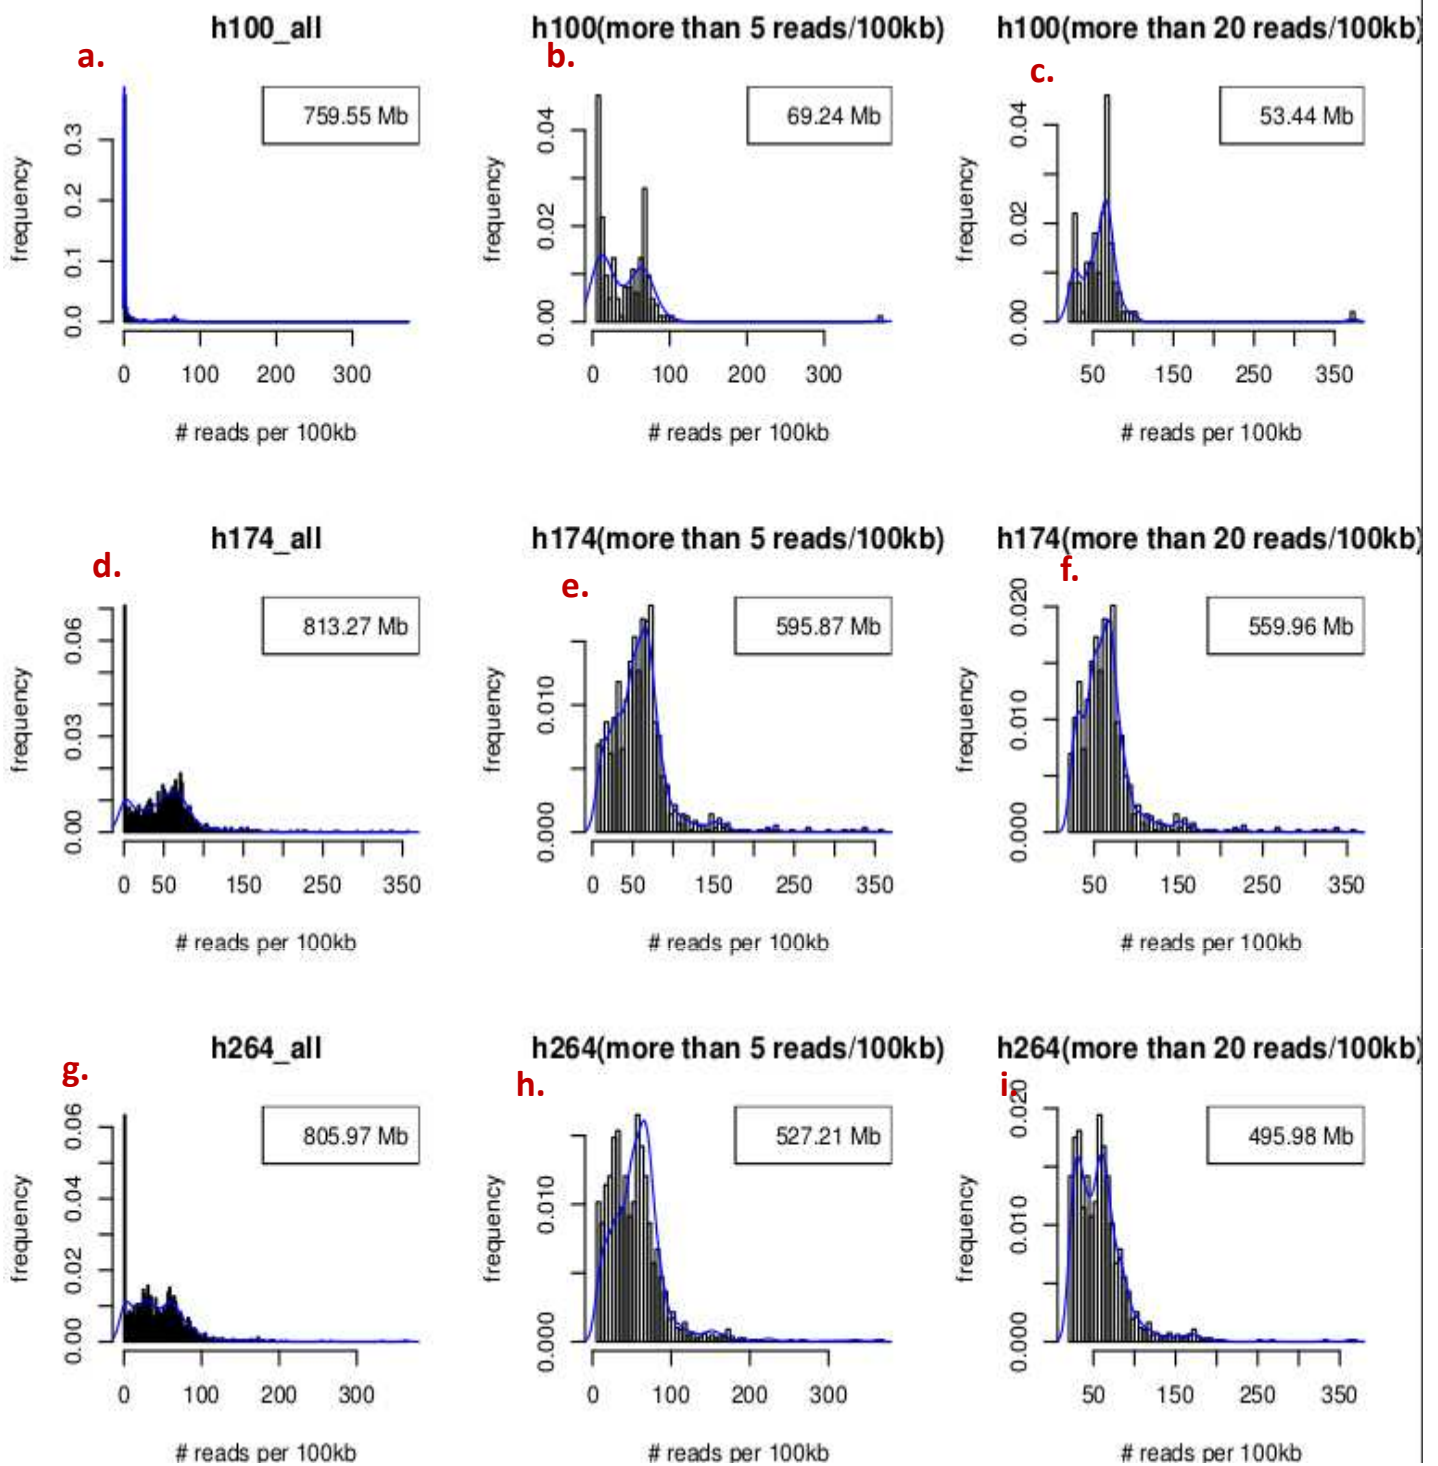 h100_all
h100(more than 5 reads/100kb)
h100(more than 20 reads/100kb)
a.
b.
c.
759.55 Mb
69.24 Mb
53.44 Mb
frequency
0.0 0.1 0.2 0.3
0 100 200 300
# reads per 100kb
frequency
0.00 0.02 0.04
0 100 200 300
# reads per 100kb
frequency
0.00 0.02 0.04
50 150 250 350
# reads per 100kb
h174_all
h174(more than 5 reads/100kb)
h174(more than 20 reads/100kb)
d.
e.
f.
813.27 Mb
595.87 Mb
559.96 Mb
frequency
0.00 0.03 0.06
0 50 150 250 350
# reads per 100kb
frequency
0.000 0.010
0 50 150 250 350
# reads per 100kb
frequency
0.000 0.010 0.020
50 150 250 350
# reads per 100kb
h264_all
h264(more than 5 reads/100kb)
h264(more than 20 reads/100kb)
g.
h.
i.
805.97 Mb
527.21 Mb
495.98 Mb
frequency
0.00 0.02 0.04 0.06
0 100 200 300
# reads per 100kb
frequency
0.000 0.010
0 100 200 300
# reads per 100kb
frequency
0.000 0.010 0.020
50 150 250 350
# reads per 100kb